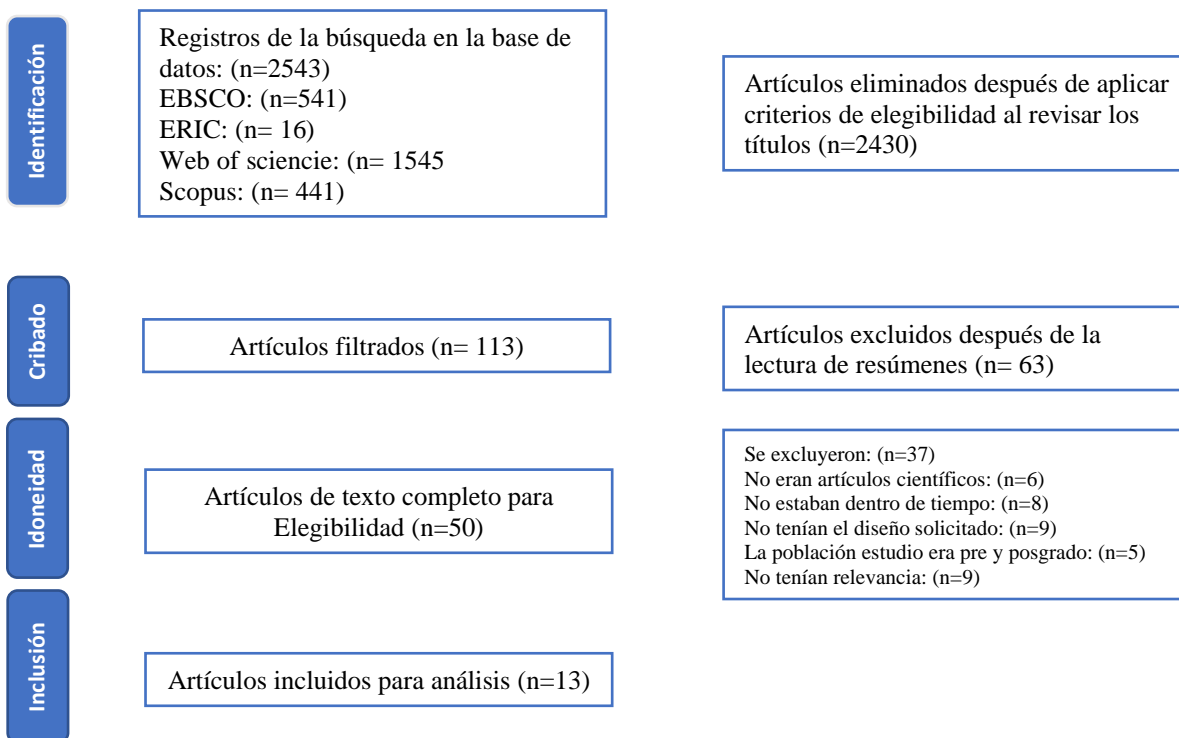 Identificación
Registros de la búsqueda en la base de
datos: (n=2543)
EBSCO: (n=541)
ERIC: (n= 16)
Web of sciencie: (n= 1545
Scopus: (n= 441)
Artículos eliminados después de aplicar
criterios de elegibilidad al revisar los
títulos (n=2430)
Cribado
Artículos filtrados (n= 113)
Artículos excluidos después de la
lectura de resúmenes (n= 63)
Idoneidad
Artículos de texto completo para
Elegibilidad (n=50)
Se excluyeron: (n=37)
No eran artículos científicos: (n=6)
No estaban dentro de tiempo: (n=8)
No tenían el diseño solicitado: (n=9)
La población estudio era pre y posgrado: (n=5)
No tenían relevancia: (n=9)
Inclusión
Artículos incluidos para análisis (n=13)